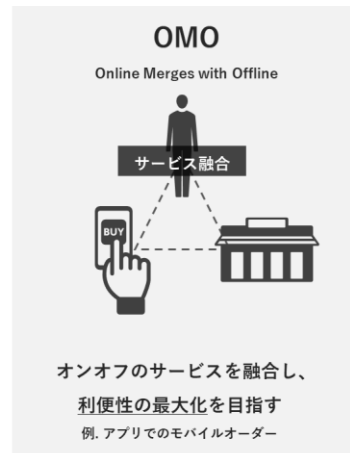 OMO
Online Merges with Offline
サービス融合
BUY
オンオフのサービスを融合し、
利便性の最大化を目指す
例. アプリでのモバイルオーダー